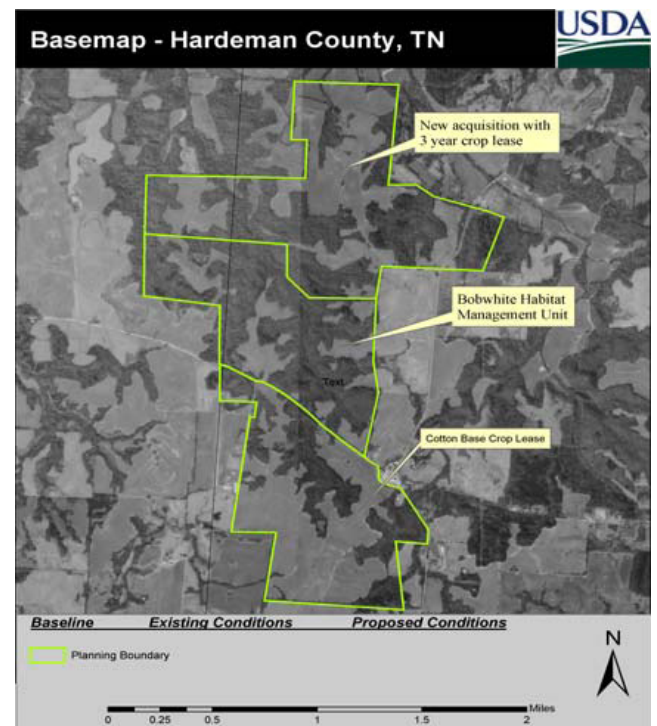 Basemap - Hardeman County, TN
USDA
New acquisition with
3 year crop lease
Bobwhite Habitat
Management Unit
Text
Cotton Base Crop Lease
Baseline Existing Conditions Proposed Conditions
Planning Boundary
N
Miles
0 0.25 0.5 1 1.5 2